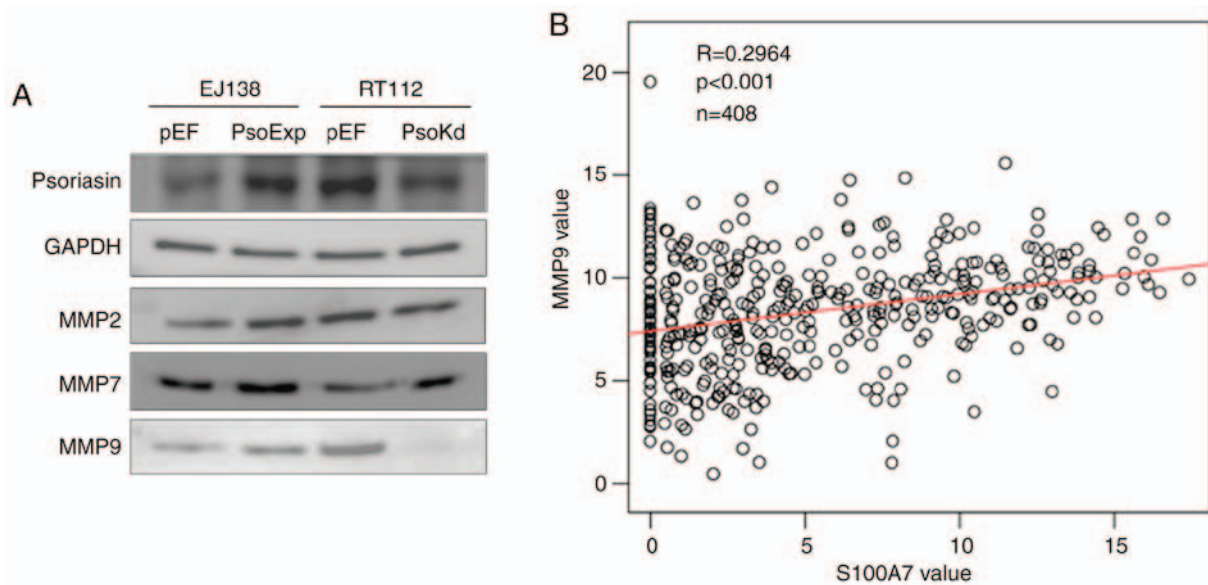 A
EJ138 RT112
pEF PsoExp pEF PsoKd
Psoriasin
GAPDH
MMP2
MMP7
MMP9
B
R=0.2964
p<0.001
n=408
MMP9 value
20
15
10
5
0
0 5 10 15
S100A7 value